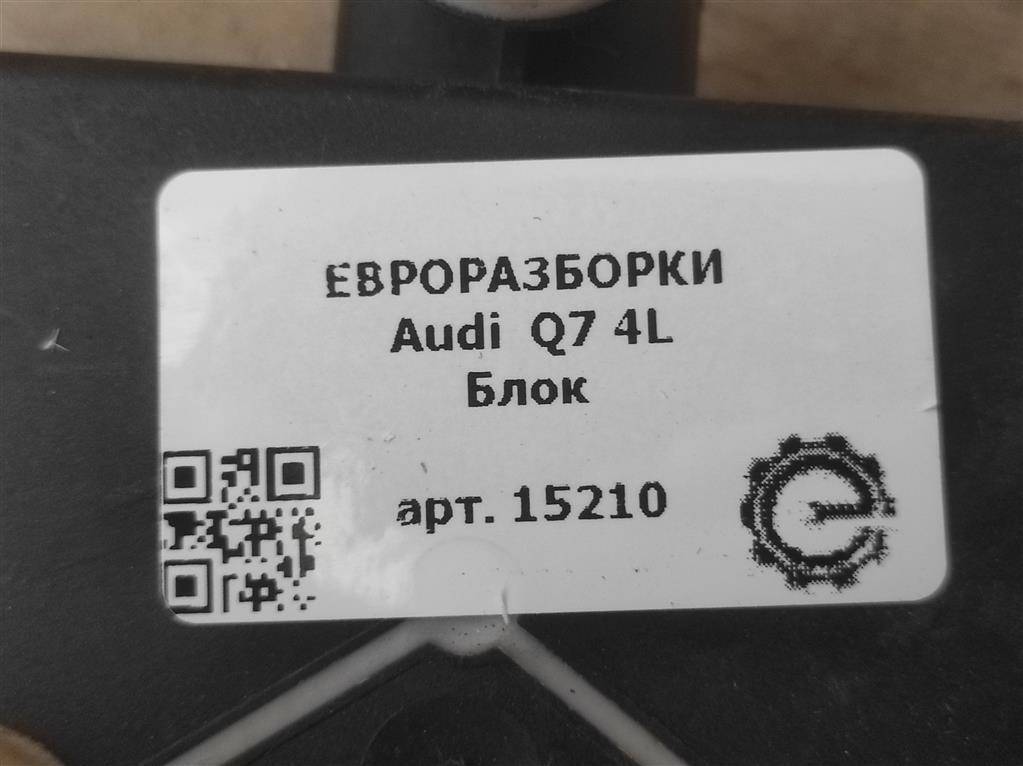 ЕВРОРАЗБОРКИ
Audi Q7 4L
Блок
арт. 15210